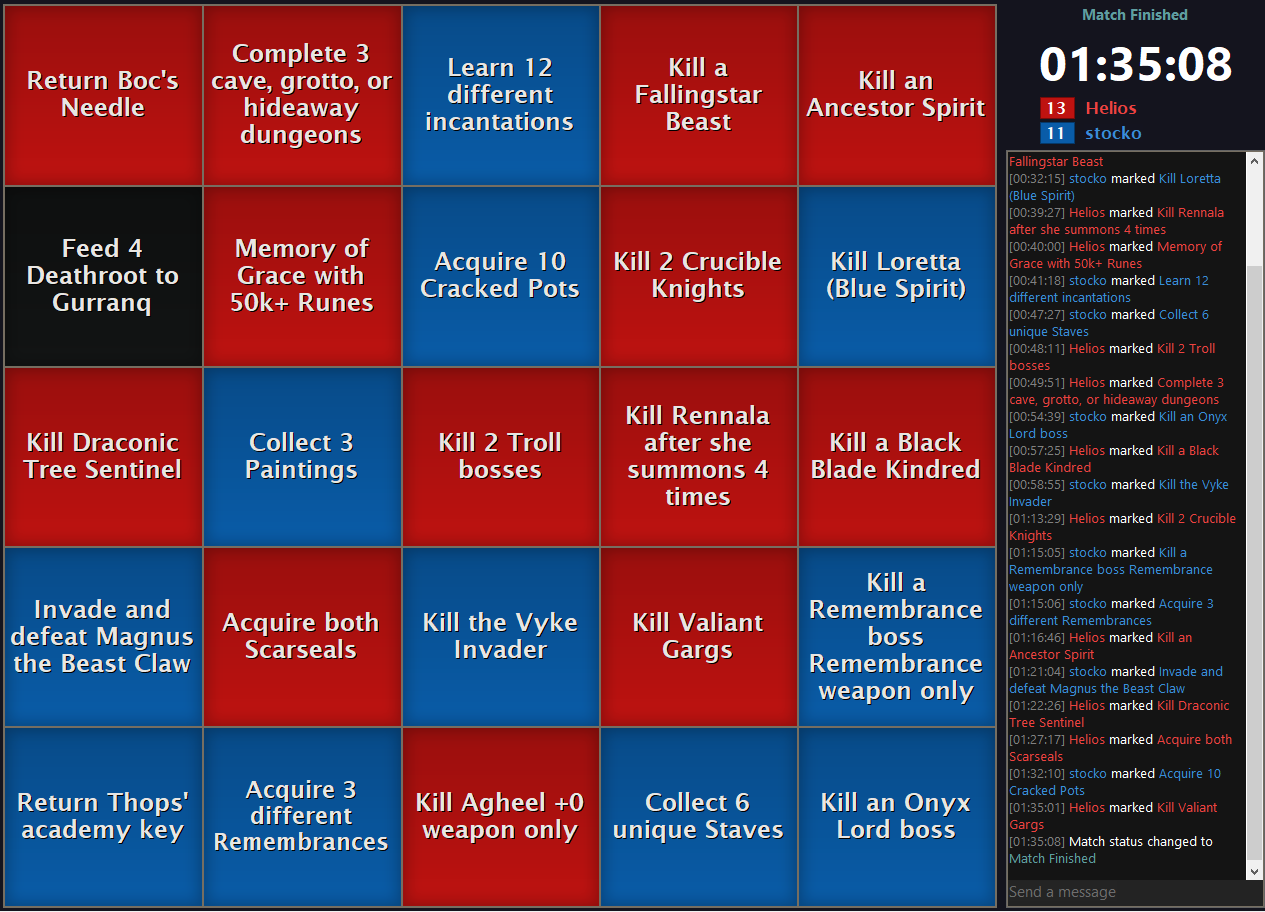 Return Boc's
Needle
Complete 3
cave, grotto, or
hideaway
dungeons
Learn 12
different
incantations
Kill a
Fallingstar
Beast
Kill an
Ancestor Spirit
Feed 4
Deathroot to
Gurranq
Memory of
Grace with
50k+ Runes
Acquire 10
Cracked Pots
Kill 2 Crucible
Knights
Kill Loretta
(Blue Spirit)
Kill Draconic
Tree Sentinel
Collect 3
Paintings
Kill 2 Troll
bosses
Kill Rennala
after she
summons 4
times
Kill a Black
Blade Kindred
Invade and
defeat Magnus
the Beast Claw
Acquire both
Scarseals
Kill the Vyke
Invader
Kill Valiant
Gargs
Kill a
Remembrance
boss
Remembrance
weapon only
Return Thops'
academy key
Acquire 3
different
Remembrances
Kill Agheel +0
weapon only
Collect 6
unique Staves
Kill an Onyx
Lord boss
Match Finished
01:35:08
13 Helios
11 stocko
Fallingstar Beast
[00:32:15] stocko marked Kill Loretta
(Blue Spirit)
[00:39:27] Helios marked Kill Rennala
after she summons 4 times
[00:40:00] Helios marked Memory of
Grace with 50k+ Runes
[00:41:18] stocko marked Learn 12
different incantations
[00:47:27] stocko marked Collect 6
unique Staves
[00:48:11] Helios marked Kill 2 Troll
bosses
[00:49:51] Helios marked Complete 3
cave, grotto, or hideaway dungeons
[00:54:39] stocko marked Kill an Onyx
Lord boss
[00:57:25] Helios marked Kill a Black
Blade Kindred
[00:58:55] stocko marked Kill the Vyke
Invader
[01:13:29] Helios marked Kill 2 Crucible
Knights
[01:15:05] stocko marked Kill a
Remembrance boss Remembrance
weapon only
[01:15:06] stocko marked Acquire 3
different Remembrances
[01:16:46] Helios marked Kill an
Ancestor Spirit
[01:21:04] stocko marked Invade and
defeat Magnus the Beast Claw
[01:22:26] Helios marked Kill Draconic
Tree Sentinel
[01:27:17] Helios marked Acquire both
Scarseals
[01:32:10] stocko marked Acquire 10
Cracked Pots
[01:35:01] Helios marked Kill Valiant
Gargs
[01:35:08] Match status changed to
Match Finished
Send a message